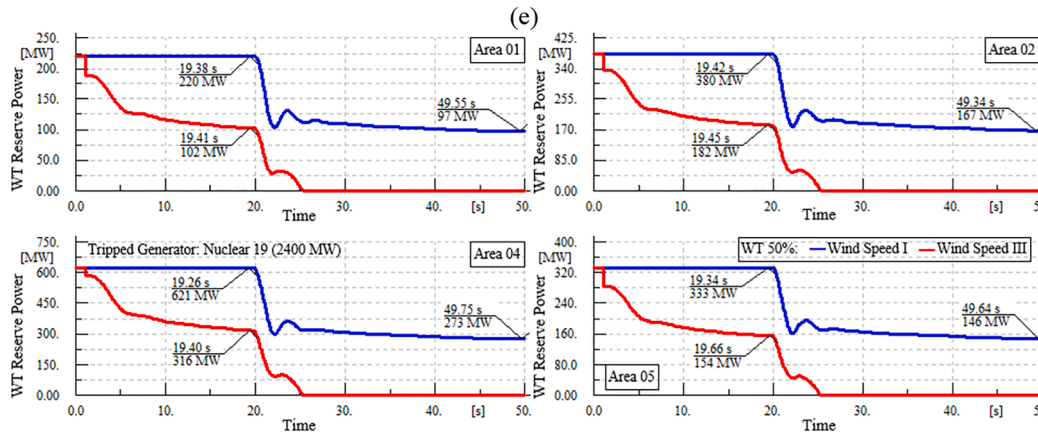 (e)
250.
[MW]
200.
150.
100.
50.0
0.00
WT Reserve Power
Area 01
19.38 s
220 MW
19.41 s
102 MW
49.55 s
97 MW
0.0 10. 20. 30. 40. [s] 50.
Time
425.
[MW]
340.
255.
170.
85.0
0.00
WT Reserve Power
Area 02
19.42 s
380 MW
19.45 s
182 MW
49.34 s
167 MW
0.0 10. 20. 30. 40. [s] 50.
Time
750.
[MW]
600.
450.
300.
150.
0.00
WT Reserve Power
Tripped Generator: Nuclear 19 (2400 MW)
Area 04
19.26 s
621 MW
19.40 s
316 MW
49.75 s
273 MW
0.0 10. 20. 30. 40. [s] 50.
Time
400.
[MW]
320.
240.
160.
80.0
0.00
WT Reserve Power
WT 50%: Wind Speed I Wind Speed III
19.34 s
333 MW
19.66 s
154 MW
49.64 s
146 MW
Area 05
0.0 10. 20. 30. 40. [s] 50.
Time